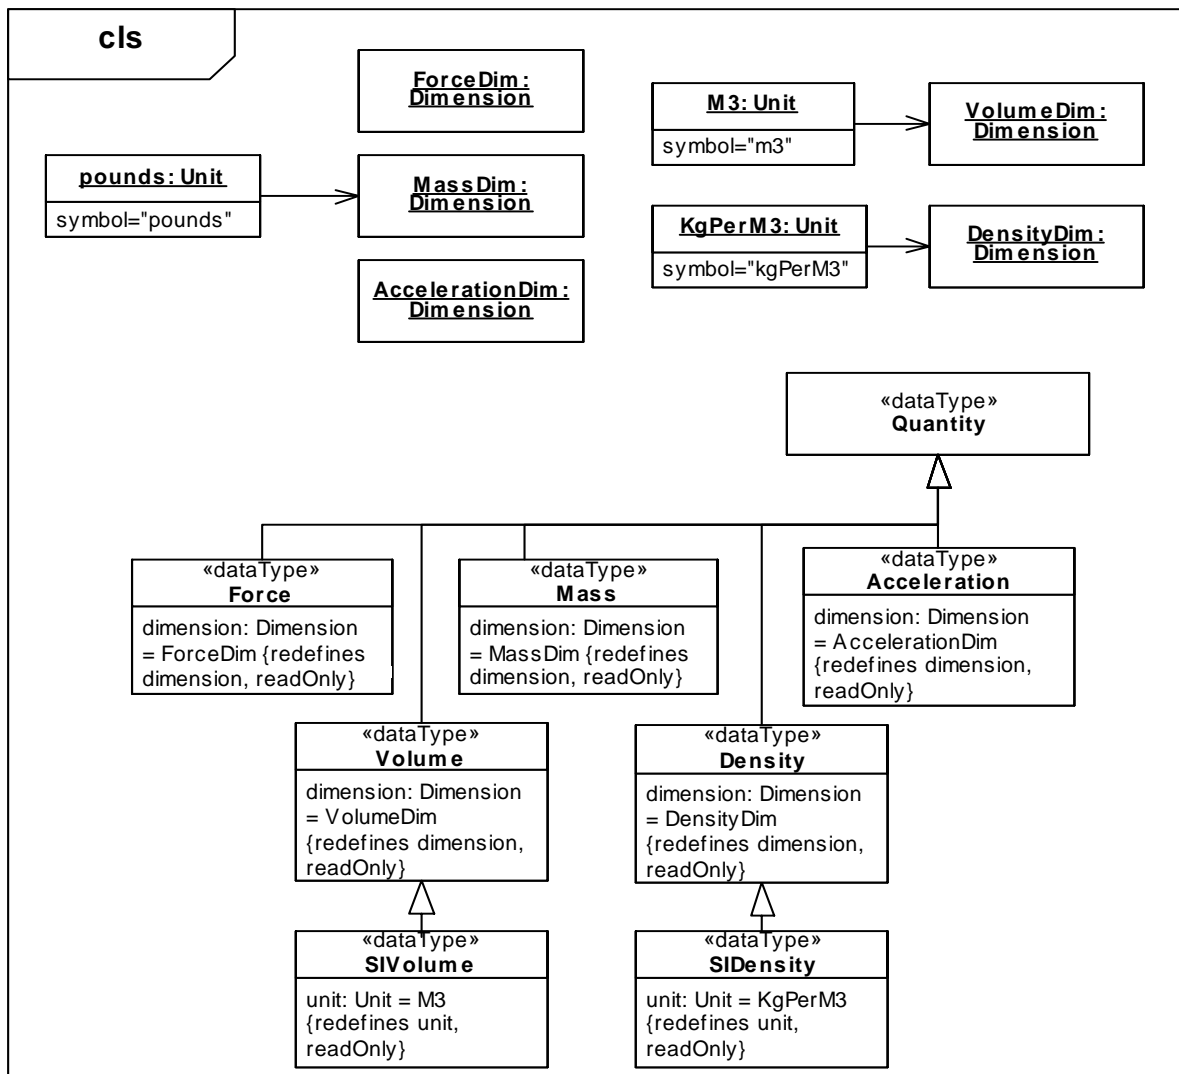 cls
ForceDim:
Dimension
M3:Unit
symbol="m3"
VolumeDim:
Dimension
pounds:Unit
symbol="pounds"
MassDim:
Dimension
KgPerM3:Unit
symbol="kgPerM3"
DensityDim:
Dimension
AccelerationDim:
Dimension
«dataType»
Quantity
«dataType»
Force
dimension: Dimension
= ForceDim {redefines
dimension, readOnly}
«dataType»
Mass
dimension: Dimension
= MassDim {redefines
dimension, readOnly}
«dataType»
Acceleration
dimension: Dimension
= AccelerationDim
{redefines dimension,
readOnly}
«dataType»
Volume
dimension: Dimension
= VolumeDim
{redefines dimension,
readOnly}
«dataType»
Density
dimension: Dimension
= DensityDim
{redefines dimension,
readOnly}
«dataType»
SIVolume
unit: Unit = M3
{redefines unit,
readOnly}
«dataType»
SIDensity
unit: Unit = KgPerM3
{redefines unit,
readOnly}